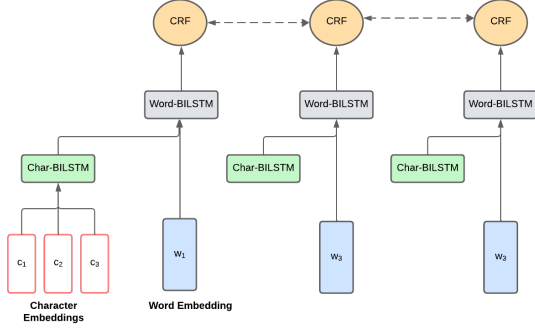 CRF
CRF
CRF
Word-BILSTM
Word-BILSTM
Word-BILSTM
Char-BILSTM
Char-BILSTM
Char-BILSTM
c1
c2
c3
w1
w3
w3
Character
Embeddings
Word Embedding